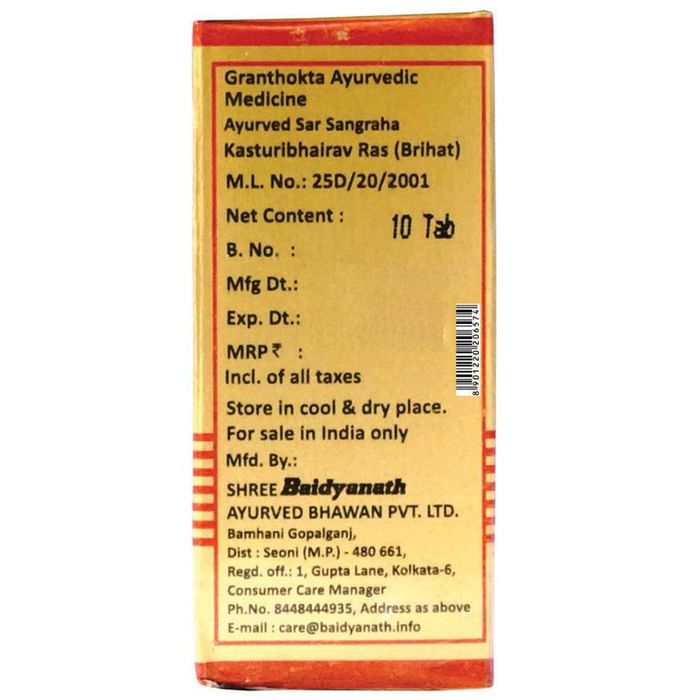 Granthokta Ayurvedic
Medicine
Ayurved Sar Sangraha
Kasturibhairav Ras (Brihat)
M.L. No.: 25D/20/2001
Net Content : 10 Tab
B. No. :
Mfg Dt.:
Exp. Dt.:
MRP ₹ :
Incl. of all taxes
Store in cool & dry place.
For sale in India only
Mfd. By.:
SHREE Baidyanath
AYURVED BHAWAN PVT. LTD.
Bamhani Gopalganj,
Dist : Seoni (M.P.) - 480 661,
Regd. off.: 1, Gupta Lane, Kolkata-6,
Consumer Care Manager
Ph.No. 8448444935, Address as above
E-mail : care@baidyanath.info
8 901220 206574